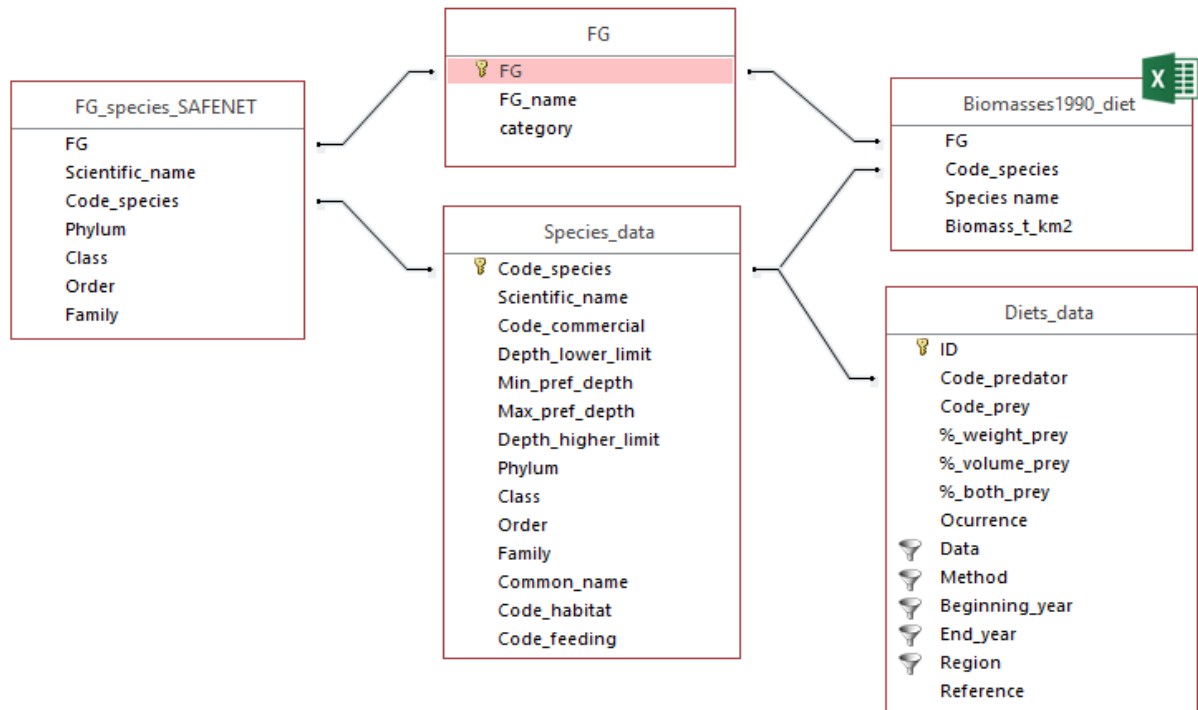 FG
FG
FG_name
category
FG_species_SAFENET
FG
Scientific_name
Code_species
Phylum
Class
Order
Family
X
Biomasses1990_diet
FG
Code_species
Species name
Biomass_t_km2
Species_data
Code_species
Scientific_name
Code_commercial
Depth_lower_limit
Min_pref_depth
Max_pref_depth
Depth_higher_limit
Phylum
Class
Order
Family
Common_name
Code_habitat
Code_feeding
Diets_data
ID
Code_predator
Code_prey
%_weight_prey
%_volume_prey
%_both_prey
Ocurrence
Data
Method
Beginning_year
End_year
Region
Reference